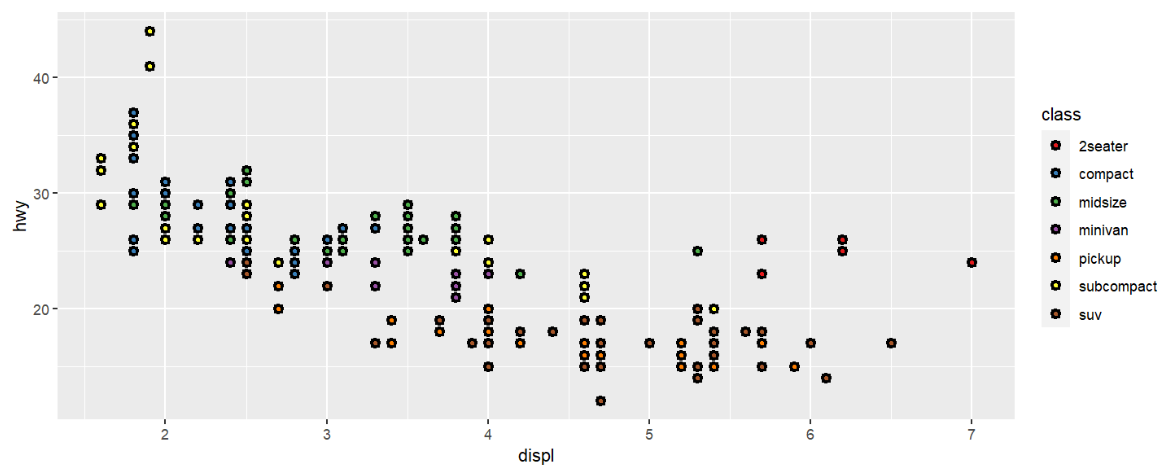 hwy
40
30
20
2
3
4
5
6
7
displ
class
2seater
compact
midsize
minivan
pickup
subcompact
suv